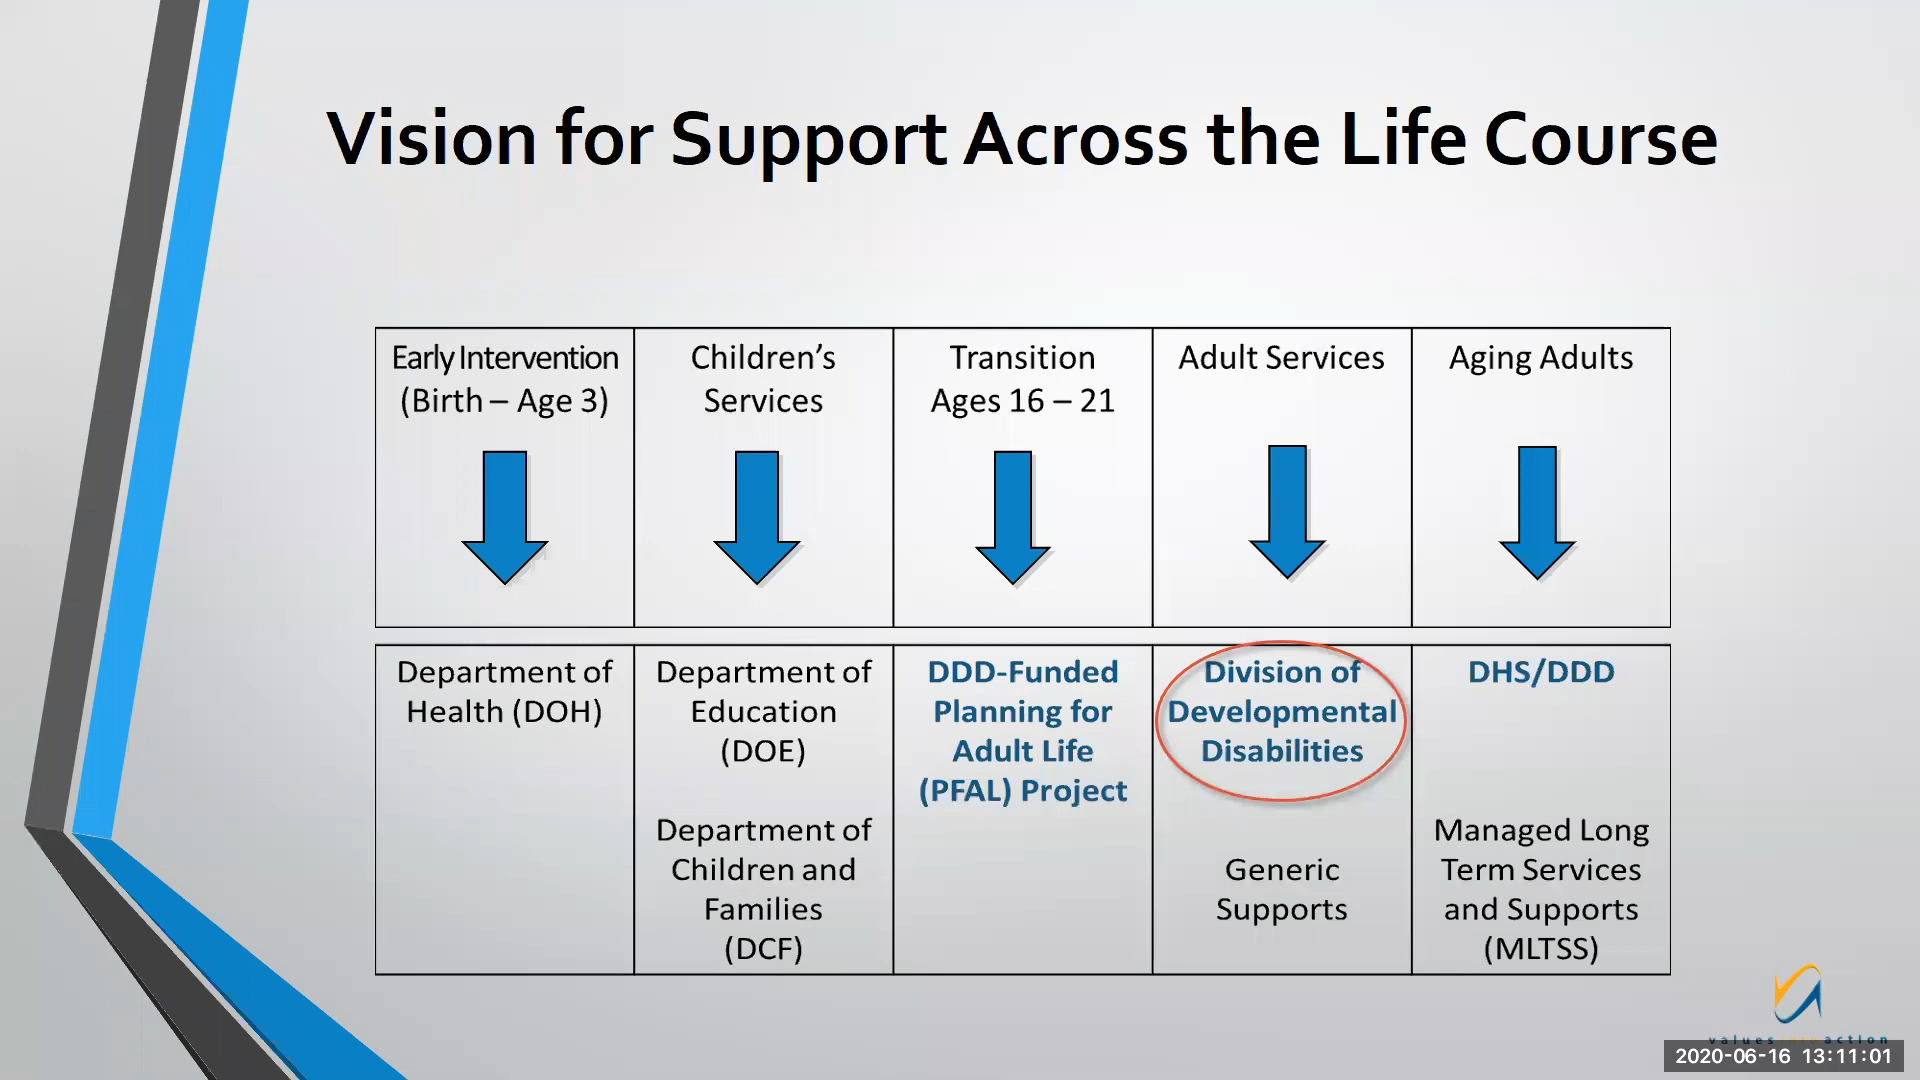 Vision for Support Across the Life Course
Early Intervention
(Birth – Age 3)
Children’s
Services
Transition
Ages 16 – 21
Adult Services
Aging Adults
Department of
Health (DOH)
Department of
Education
(DOE)
Department of
Children and
Families
(DCF)
DDD-Funded
Planning for
Adult Life
(PFAL) Project
Division of
Developmental
Disabilities
Generic
Supports
DHS/DDD
Managed Long
Term Services
and Supports
(MLTSS)
values into action
2020-06-16 13:11:01